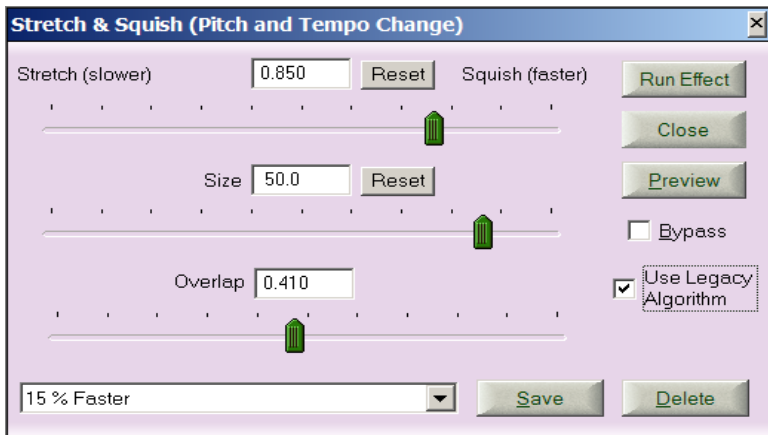 Stretch & Squish (Pitch and Tempo Change)
Stretch (slower) 0.850 Reset Squish (faster)
Run Effect
Close
Size 50.0 Reset
Preview
Bypass
Overlap 0.410
Use Legacy
Algorithm
15 % Faster
Save
Delete